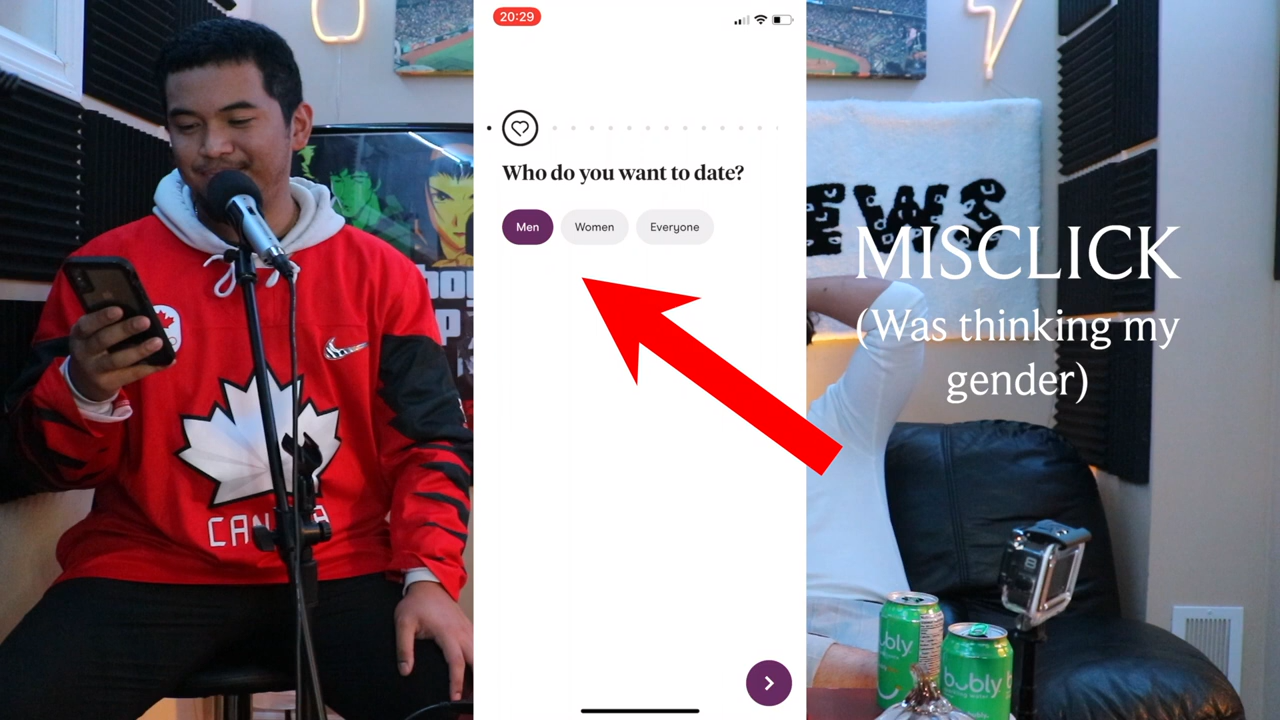 20:29
Who do you want to date?
Men
Women
Everyone
MISCLICK
(Was thinking my
gender)
EWS
CANADA
bubly
bubly